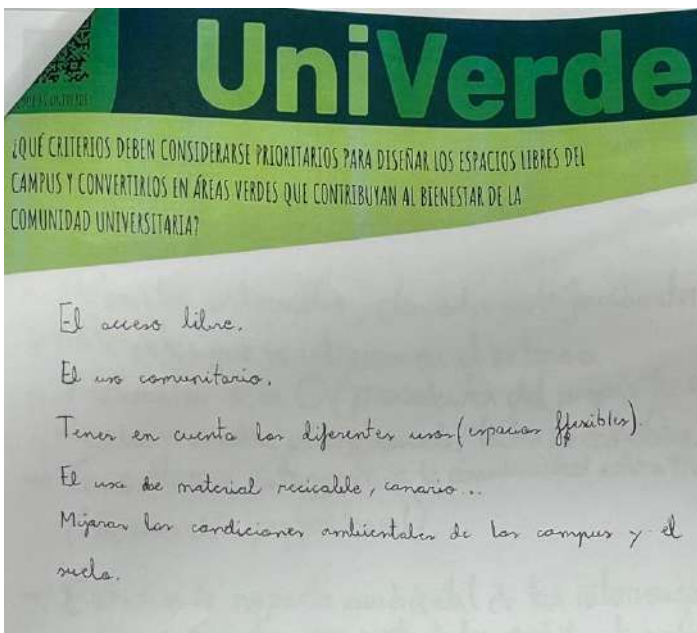 UniVerde
¿QUÉ CRITERIOS DEBEN CONSIDERARSE PRIORITARIOS PARA DISEÑAR LOS ESPACIOS LIBRES DEL
CAMPUS Y CONVERTIRLOS EN ÁREAS VERDES QUE CONTRIBUYAN AL BIENESTAR DE LA
COMUNIDAD UNIVERSITARIA?
El acceso libre.
El uso comunitario.
Tener en cuenta los diferentes usos (espacios flexibles).
El uso de material reciclable, canario...
Mejorar las condiciones ambientales de los campus y el
suelo.